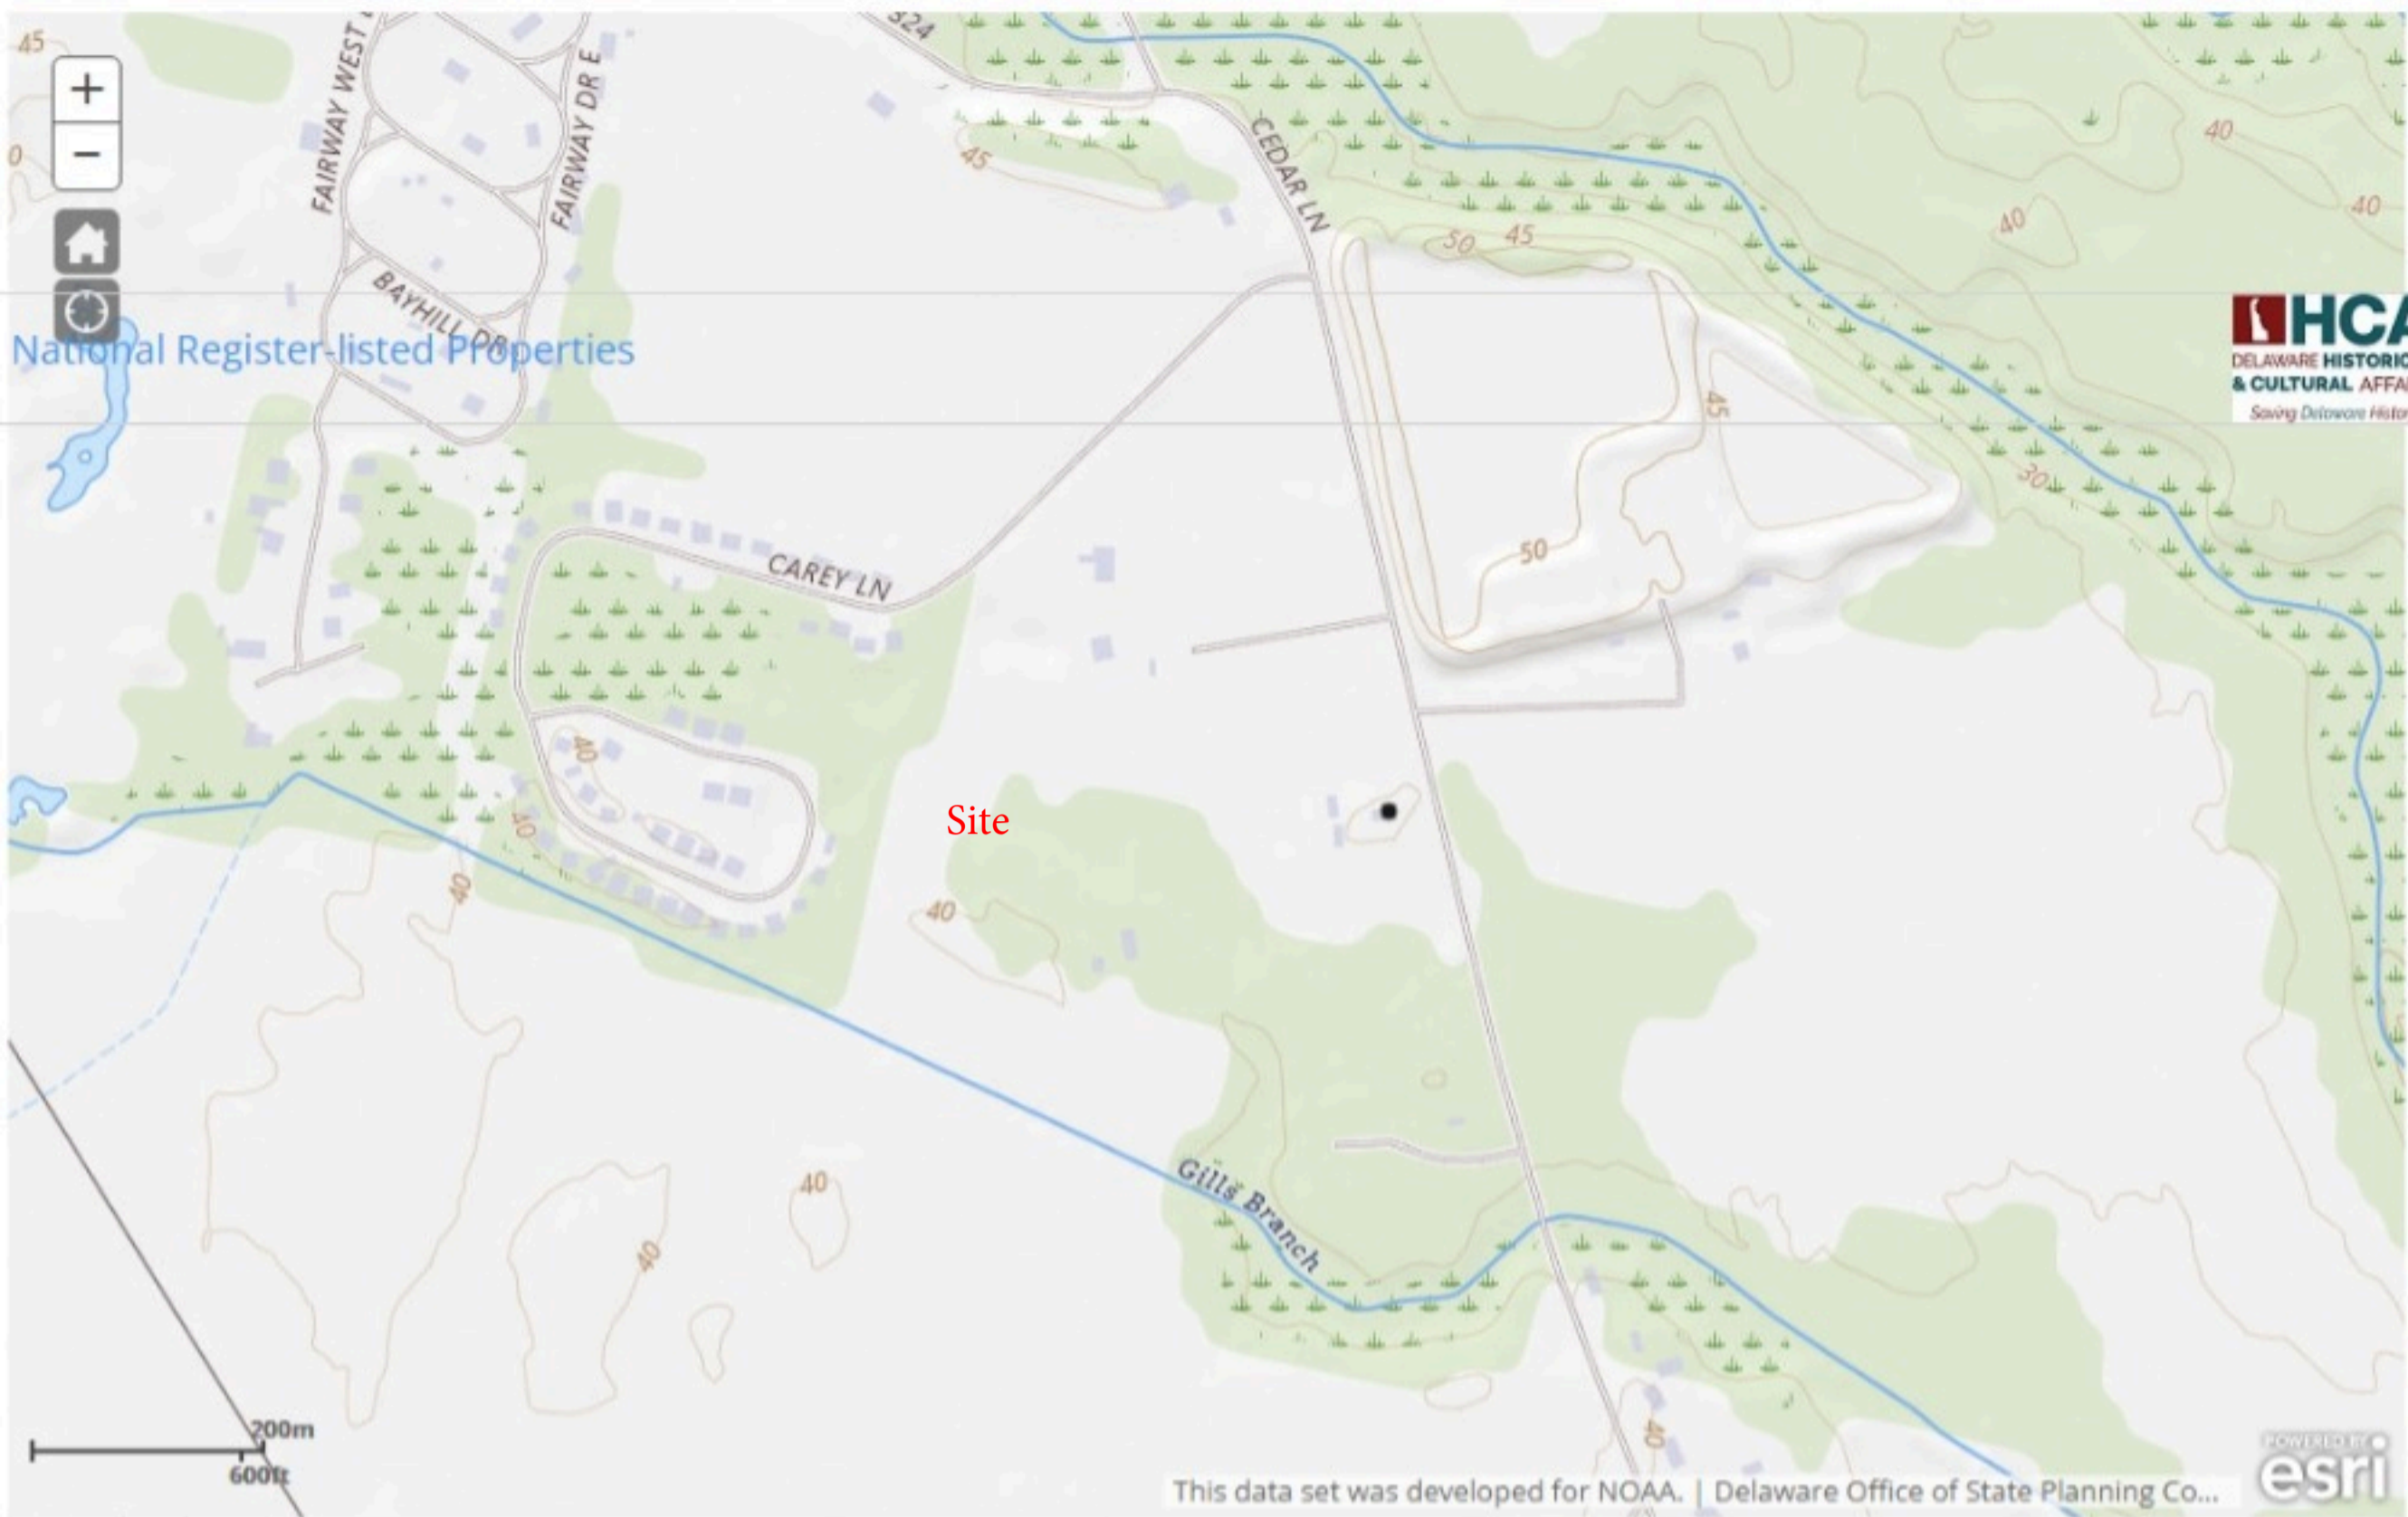 324
45
FAIRWAY WEST
FAIRWAY DR E
+
−
0
45
CEDAR LN
40
40
40
50
45
BAYHILL DR
National Register-listed Properties
HCA
DELAWARE HISTORIC
& CULTURAL AFFA
Saving Delaware Histor
45
30
50
CAREY LN
40
40
Site
40
40
40
40
Gills Branch
40
200m
600ft
This data set was developed for NOAA. | Delaware Office of State Planning Co...
POWERED BY
esri